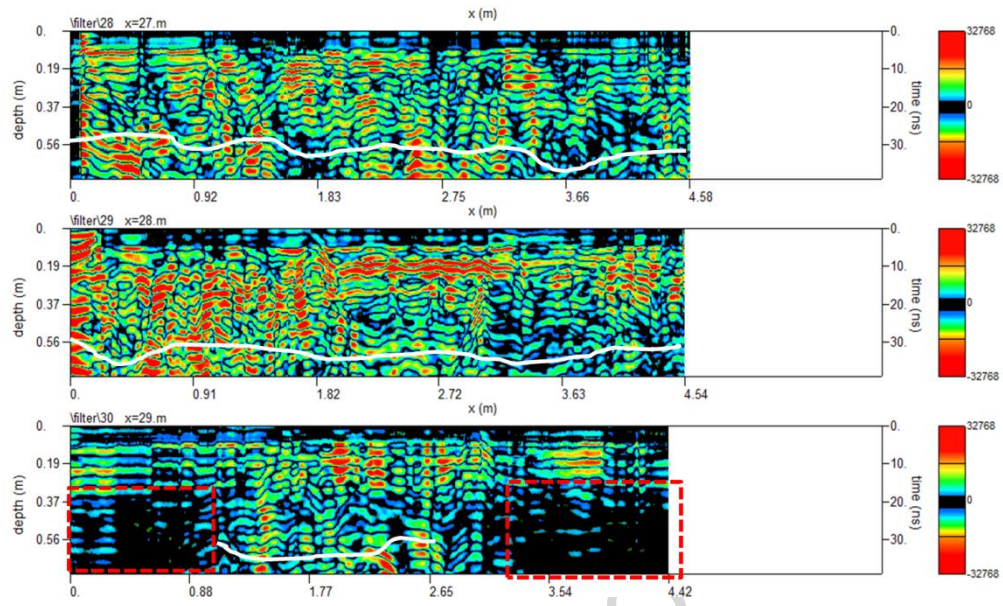 x (m)
\filter\28 x=27.m
0.
0.19
0.37
0.56
depth (m)
0.
10.
20.
30.
time (ns)
32768
0
-32768
0. 0.92 1.83 2.75 3.66 4.58
x (m)
\filter\29 x=28.m
0.
0.19
0.37
0.56
depth (m)
0.
10.
20.
30.
time (ns)
32768
0
-32768
0. 0.91 1.82 2.72 3.63 4.54
x (m)
\filter\30 x=29.m
0.
0.19
0.37
0.56
depth (m)
0.
10.
20.
30.
time (ns)
32768
0
-32768
0. 0.88 1.77 2.65 3.54 4.42